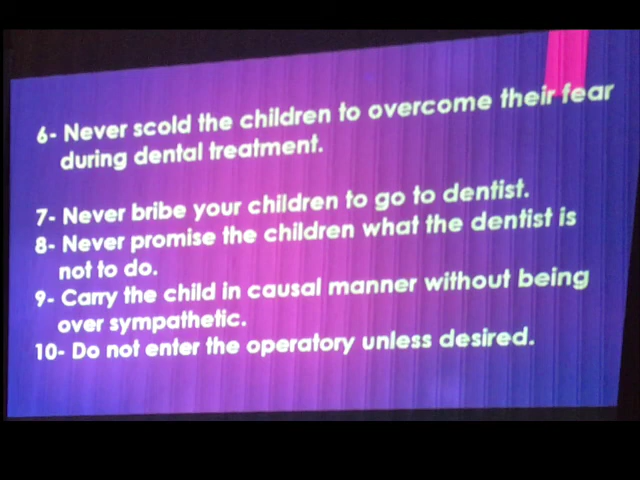 6- Never scold the children to overcome their fear
during dental treatment.
7- Never bribe your children to go to dentist.
8- Never promise the children what the dentist is
not to do.
9- Carry the child in causal manner without being
over sympathetic.
10- Do not enter the operatory unless desired.